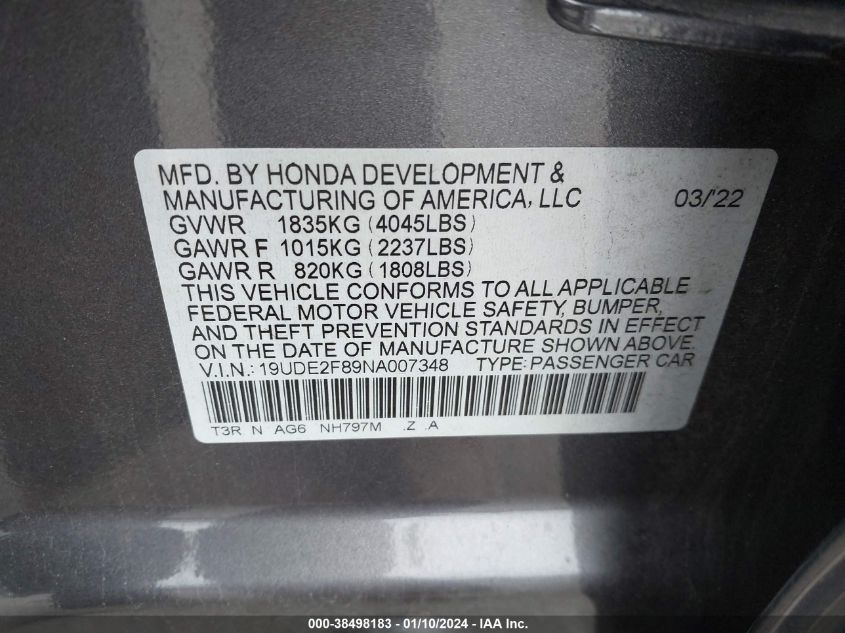 MFD. BY HONDA DEVELOPMENT &
MANUFACTURING OF AMERICA, LLC 03/'22
GVWR 1835KG (4045LBS)
GAWR F 1015KG (2237LBS)
GAWR R 820KG (1808LBS)
THIS VEHICLE CONFORMS TO ALL APPLICABLE
FEDERAL MOTOR VEHICLE SAFETY, BUMPER,
AND THEFT PREVENTION STANDARDS IN EFFECT
ON THE DATE OF MANUFACTURE SHOWN ABOVE.
V.I.N.: 19UDE2F89NA007348 TYPE: PASSENGER CAR
T3R N AG6 NH797M .Z .A
000-38498183 - 01/10/2024 - IAA Inc.